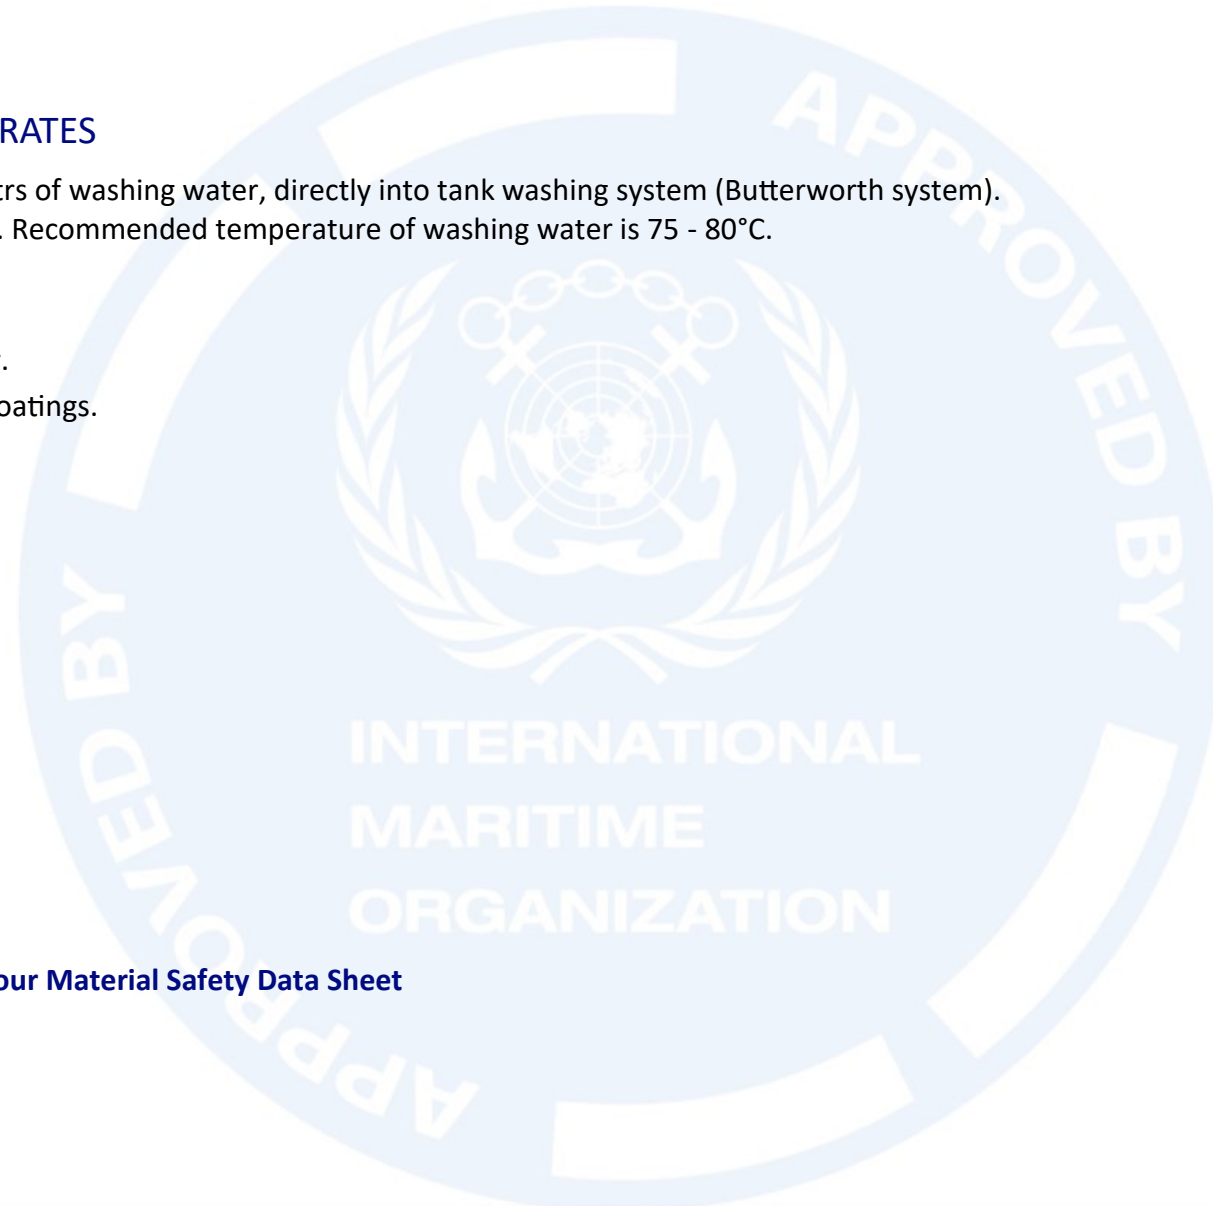 RATES
trs of washing water, directly into tank washing system (Butterworth system).
. Recommended temperature of washing water is 75 - 80°C.
.
oatings.
APPROVED BY
INTERNATIONAL
MARITIME
ORGANIZATION
APPROVED BY
our Material Safety Data Sheet